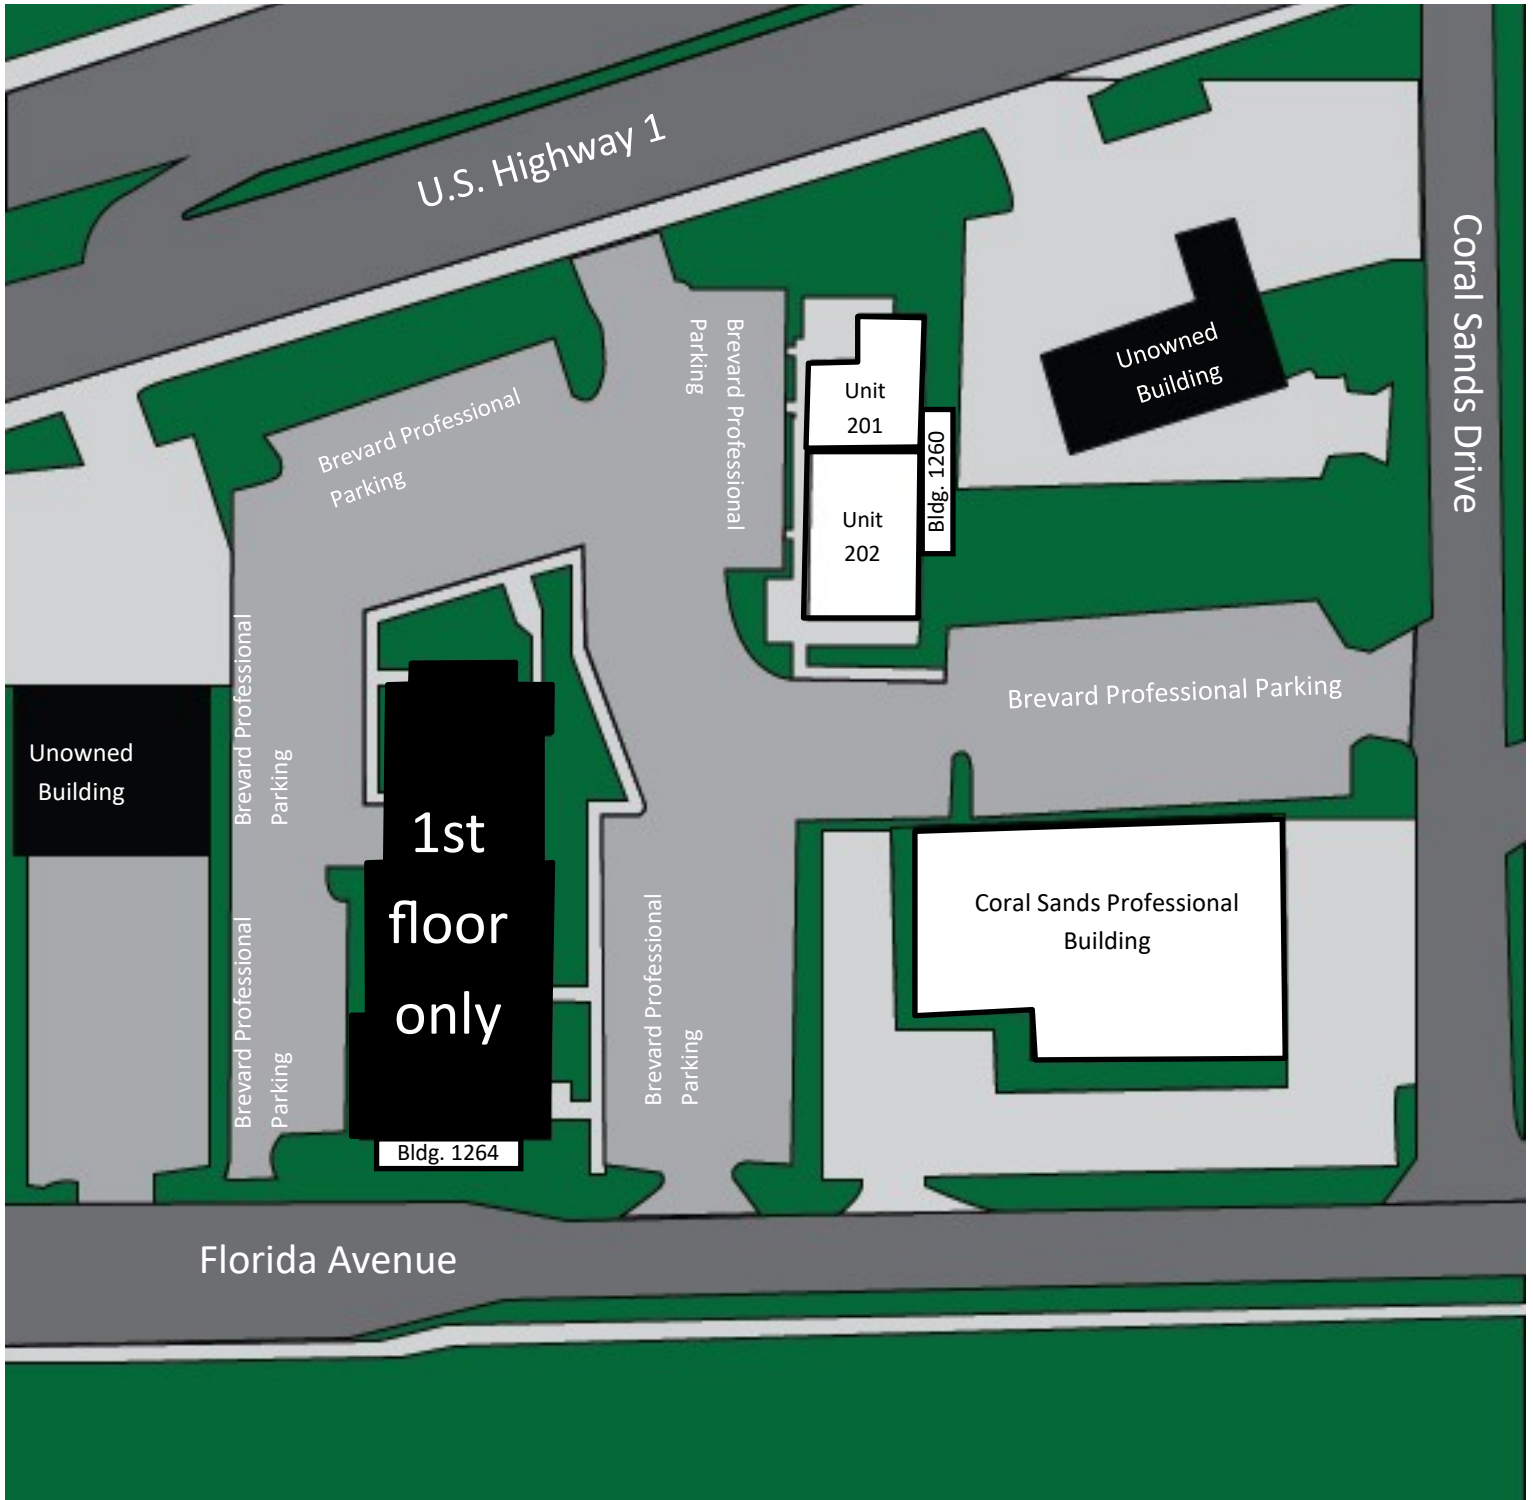 U.S. Highway 1
Coral Sands Drive
Brevard Professional
Parking
Brevard Professional
Parking
Unit
201
Unit
202
Bldg. 1260
Unowned
Building
Brevard Professional
Parking
Brevard Professional Parking
Unowned
Building
1st
floor
only
Bldg. 1264
Brevard Professional
Parking
Brevard Professional
Parking
Coral Sands Professional
Building
Florida Avenue